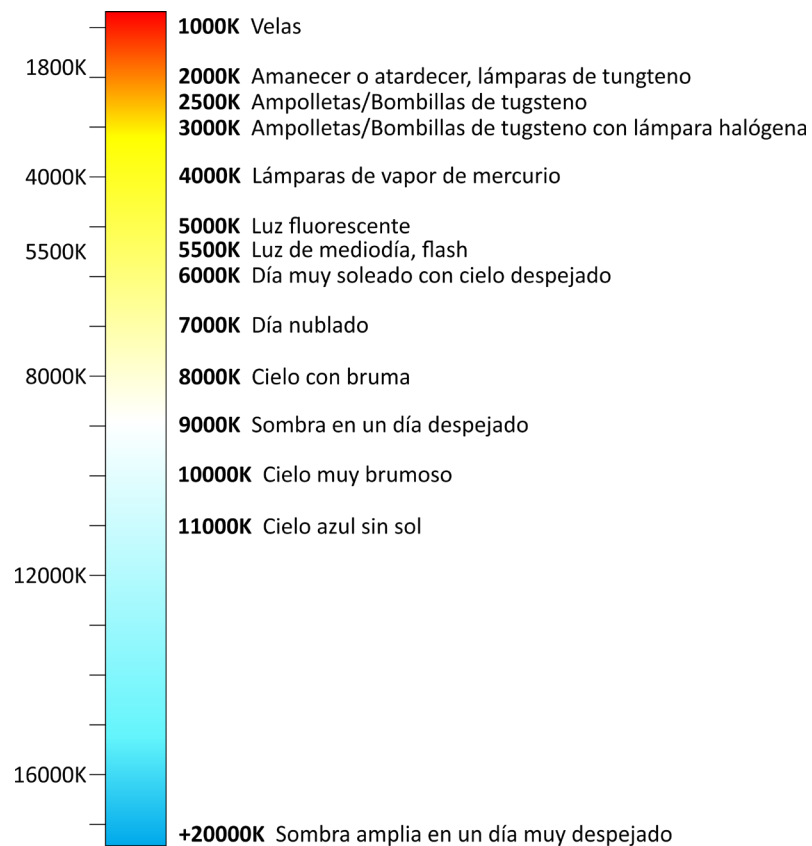 1000K Velas
1800K
2000K Amanecer o atardecer, lámparas de tungteno
2500K Ampolletas/Bombillas de tugsteno
3000K Ampolletas/Bombillas de tugsteno con lámpara halógena
4000K
4000K Lámparas de vapor de mercurio
5000K Luz fluorescente
5500K
5500K Luz de mediodía, flash
6000K Día muy soleado con cielo despejado
7000K Día nublado
8000K
8000K Cielo con bruma
9000K Sombra en un día despejado
10000K Cielo muy brumoso
11000K Cielo azul sin sol
12000K
16000K
+20000K Sombra amplia en un día muy despejado